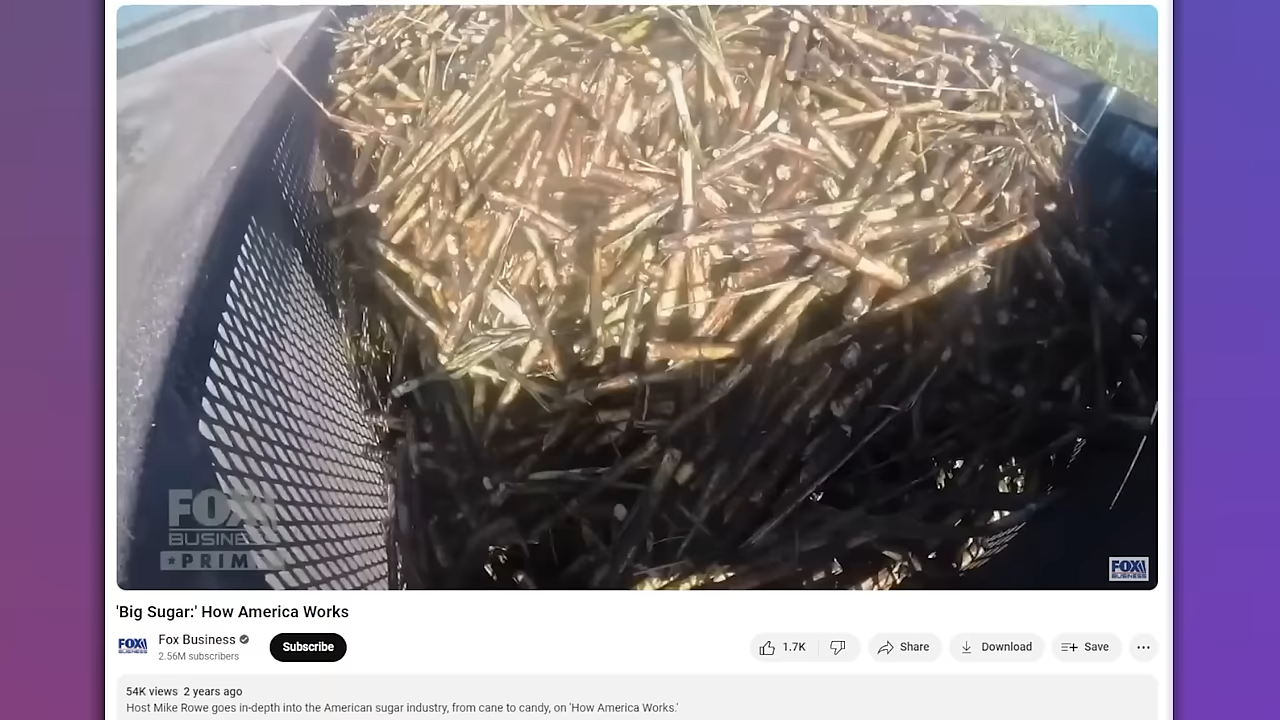 FOX
BUSINESS
PRIM
FOX
BUSINESS
'Big Sugar:' How America Works
FOX
BUSINESS
Fox Business
2.56M subscribers
Subscribe
1.7K
Share
Download
Save
54K views 2 years ago
Host Mike Rowe goes in-depth into the American sugar industry, from cane to candy, on 'How America Works.'